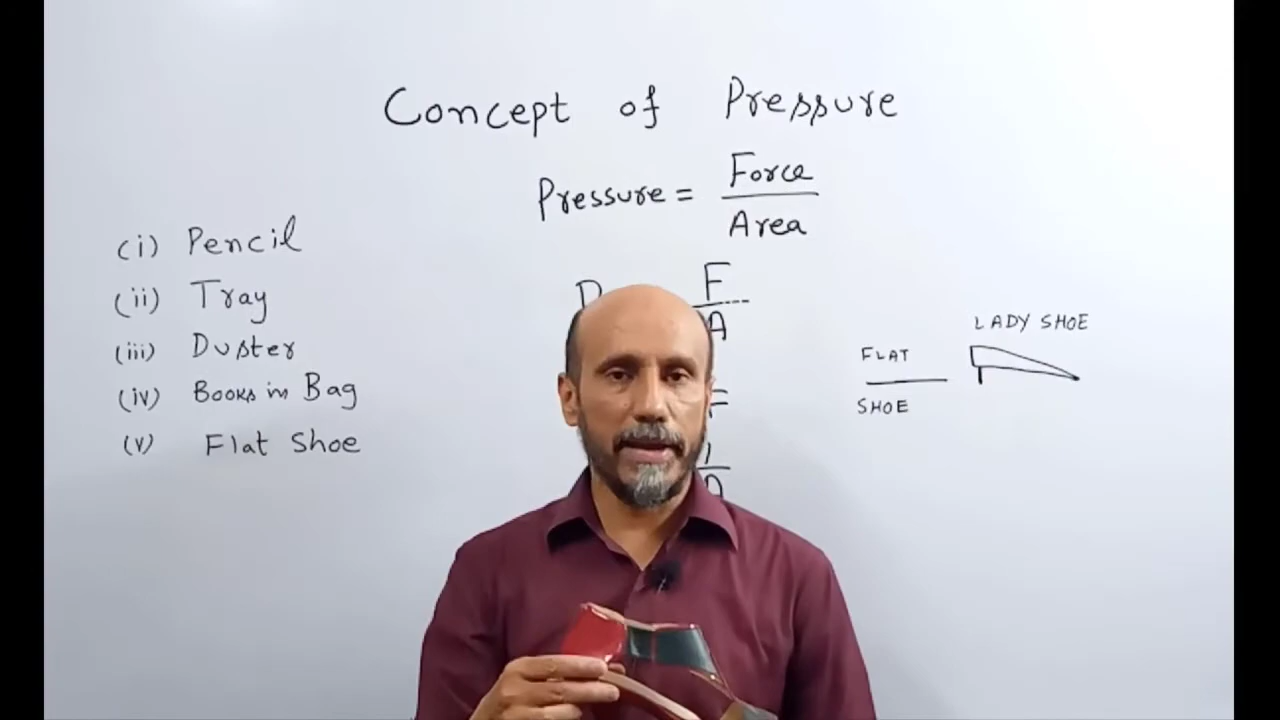 Concept of Pressure
Pressure = Force
Area
(i) Pencil
(ii) Tray
(iii) Duster
(iv) Books in Bag
(v) Flat Shoe
F
A
LADY SHOE
FLAT
SHOE